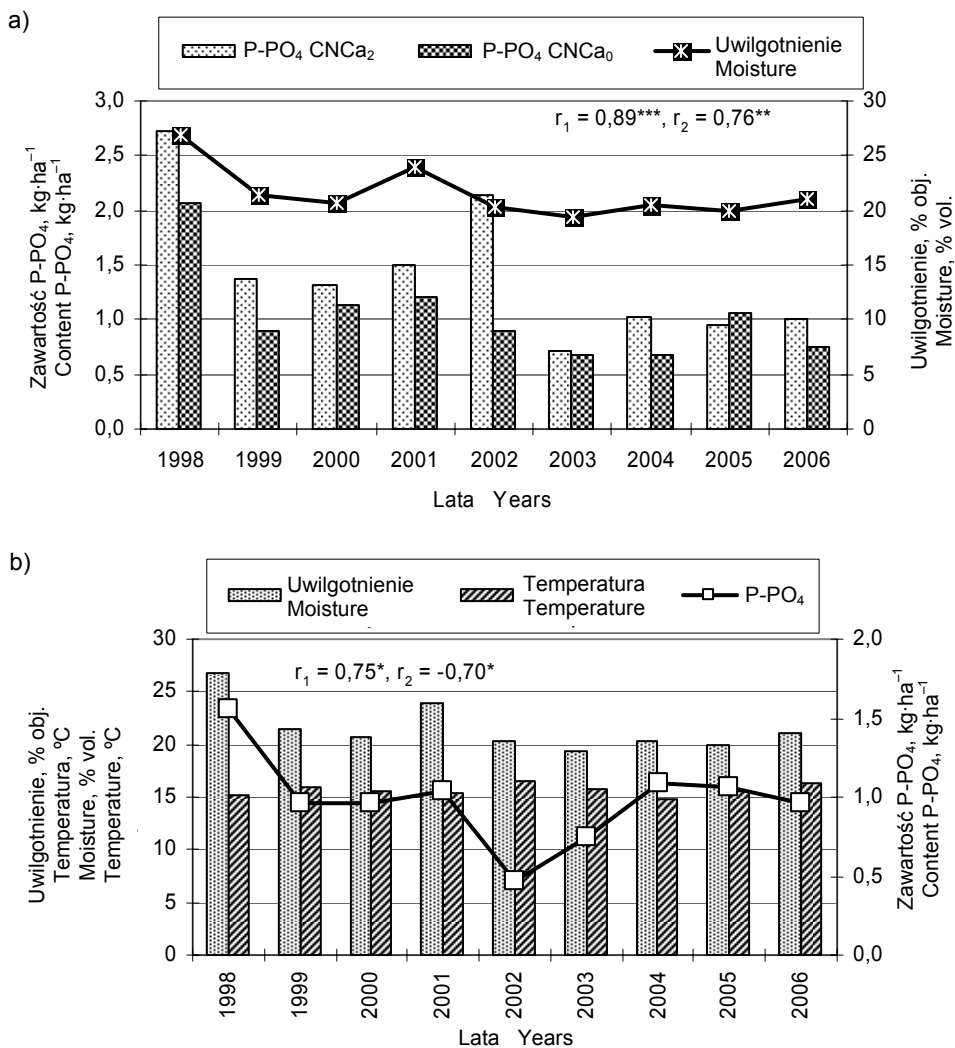 a)
P-PO₄ CNCa₂ P-PO₄ CNCa₀ Uwilgotnienie
Moisture
r₁ = 0,89***, r₂ = 0,76**
Zawartość P-PO₄, kg·ha⁻¹
Content P-PO₄, kg·ha⁻¹
3,0
2,5
2,0
1,5
1,0
0,5
0,0
30
25
20
15
10
5
0
Uwilgotnienie, % obj.
Moisture, % vol.
1998 1999 2000 2001 2002 2003 2004 2005 2006
Lata Years
b)
Uwilgotnienie Temperatura P-PO₄
Moisture Temperature
r₁ = 0,75*, r₂ = -0,70*
Uwilgotnienie, % obj.
Temperatura, ºC
Moisture, % vol.
Temperature, ºC
30
25
20
15
10
5
0
2,0
1,5
1,0
0,5
0,0
Zawartość P-PO₄, kg·ha⁻¹
Content P-PO₄, kg·ha⁻¹
1998 1999 2000 2001 2002 2003 2004 2005 2006
Lata Years